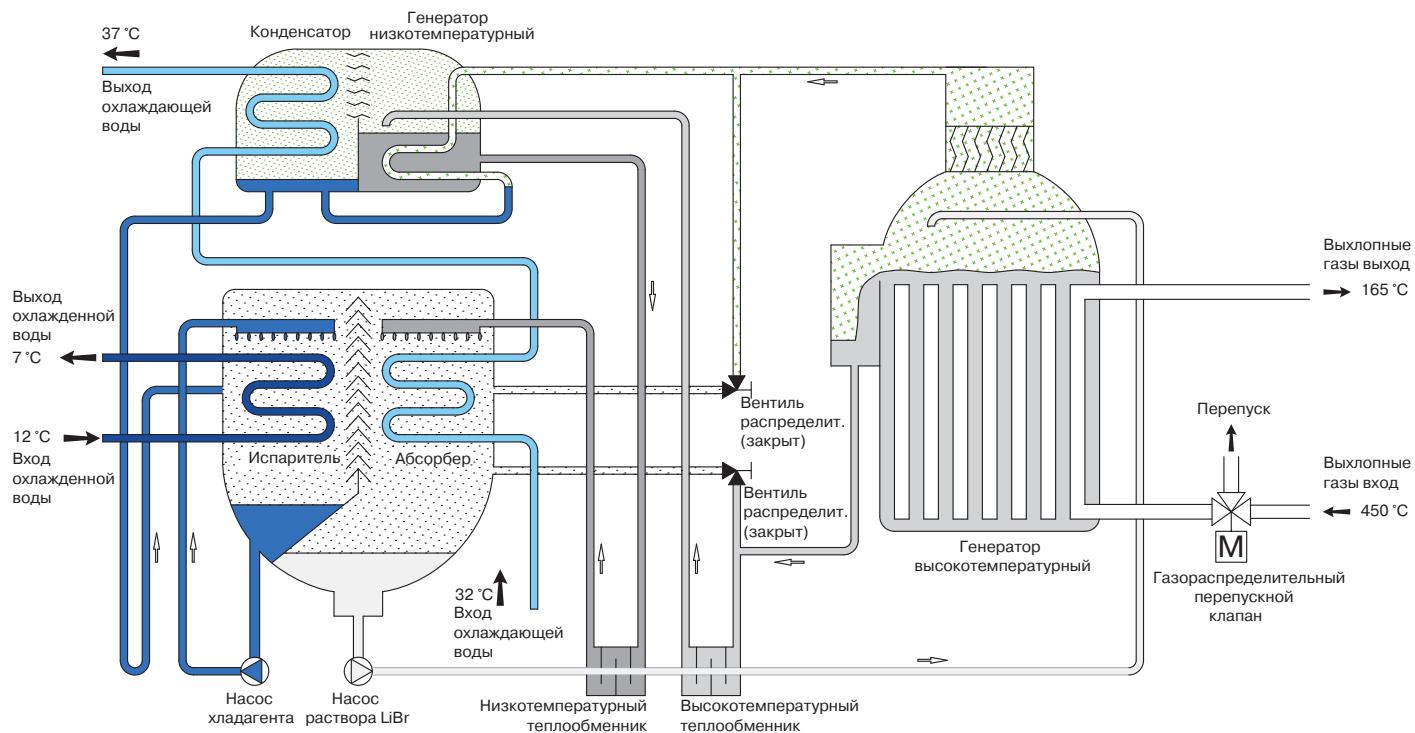 37 °C
Выход
охлаждающей
воды
Конденсатор
Генератор
низкотемпературный
Выход
охлажденной
воды
7 °C
12 °C
Вход
охлажденной
воды
Испаритель
Абсорбер
32 °C
Вход
охлаждающей
воды
Вентиль
распределит.
(закрыт)
Вентиль
распределит.
(закрыт)
Выхлопные
газы выход
165 °C
Перепуск
Выхлопные
газы вход
450 °C
M
Генератор
высокотемпературный
Газораспределительный
перепускной
клапан
Насос
хладагента
Насос
раствора LiBr
Низкотемпературный
теплообменник
Высокотемпературный
теплообменник